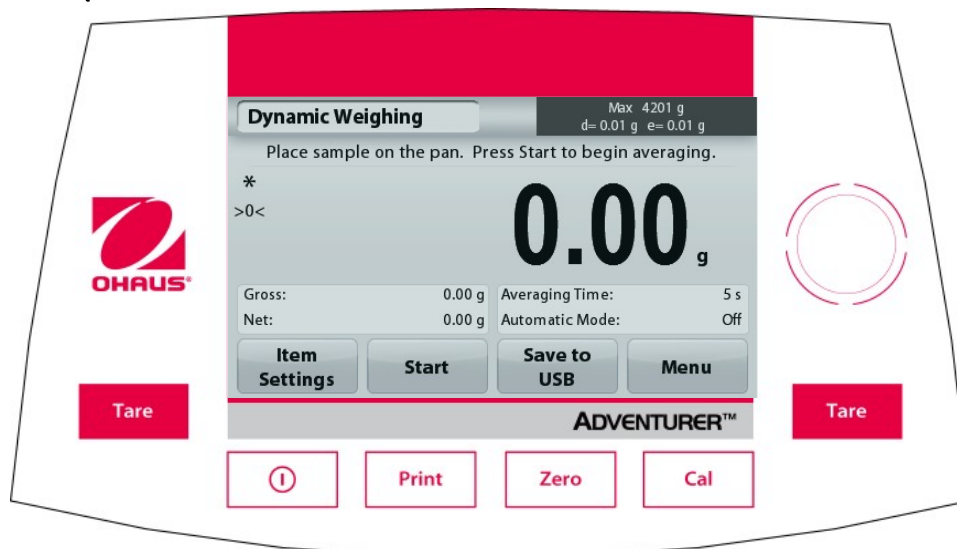 Dynamic Weighing
Max 4201 g
d= 0.01 g e= 0.01 g
Place sample on the pan. Press Start to begin averaging.
*
>0<
0.00 g
OHAUS®
Gross: 0.00 g
Net: 0.00 g
Averaging Time: 5 s
Automatic Mode: Off
Item
Settings
Start
Save to
USB
Menu
Tare
ADVENTURER™
Tare
Print
Zero
Cal